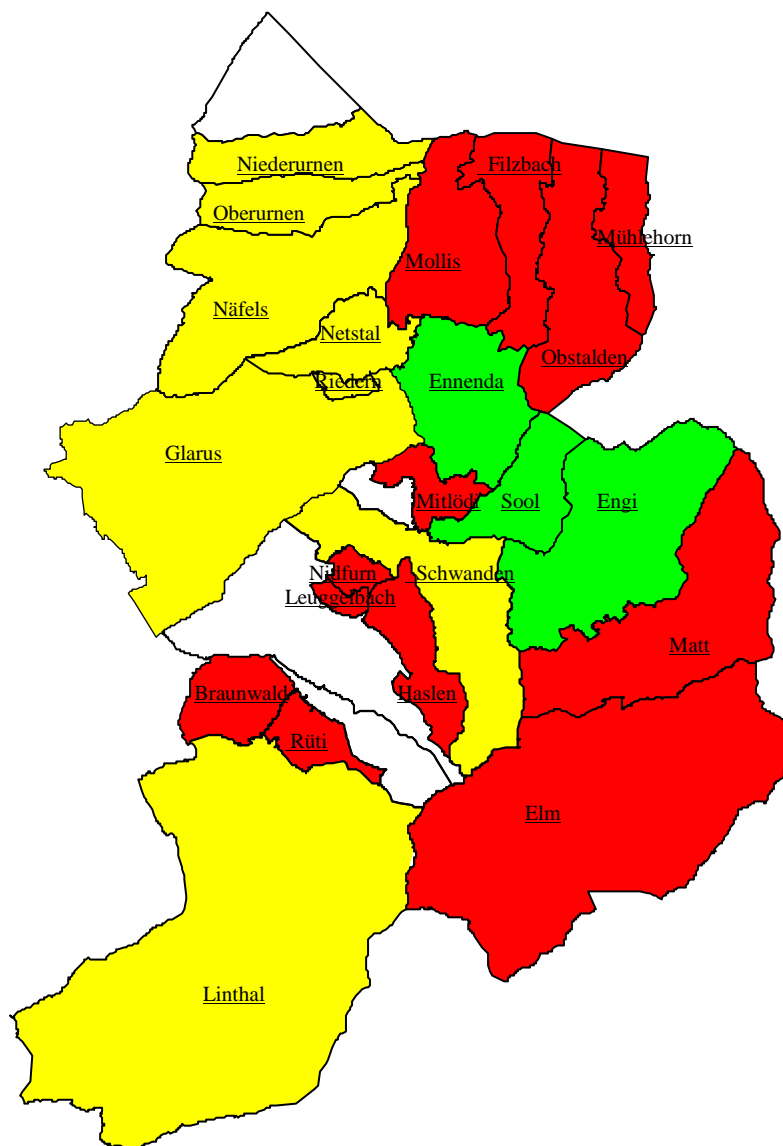 Niederurnen
Filzbach
Oberurnen
Mühlehorn
Mollis
Näfels
Netstal
Obstalden
Riedern
Ennenda
Glarus
Mitlödi
Sool
Engi
Nidfurn
Schwanden
Leuggelbach
Matt
Braunwald
Haslen
Rüti
Elm
Linthal